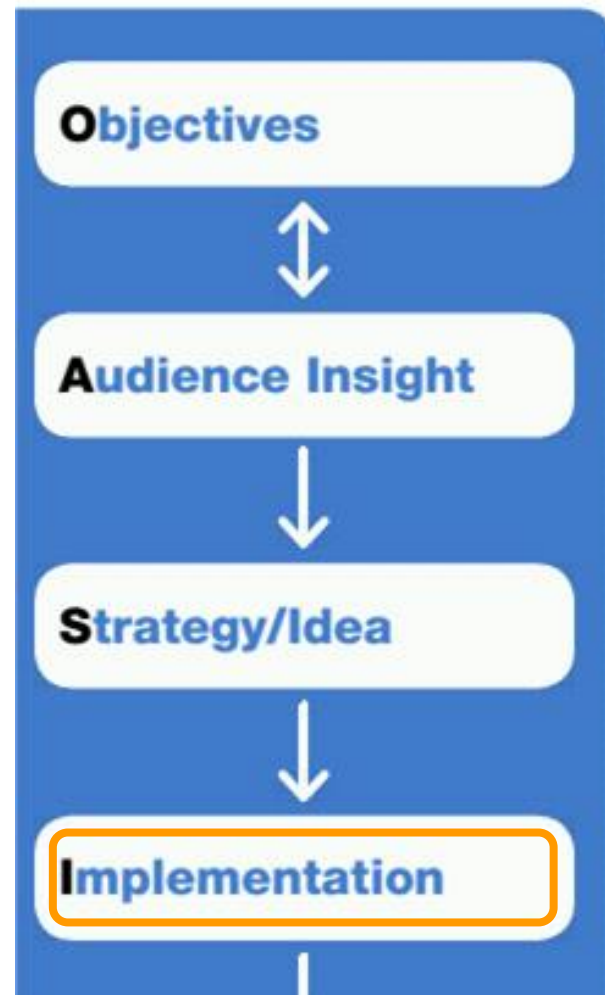 Objectives
Audience Insight
Strategy/Idea
Implementation